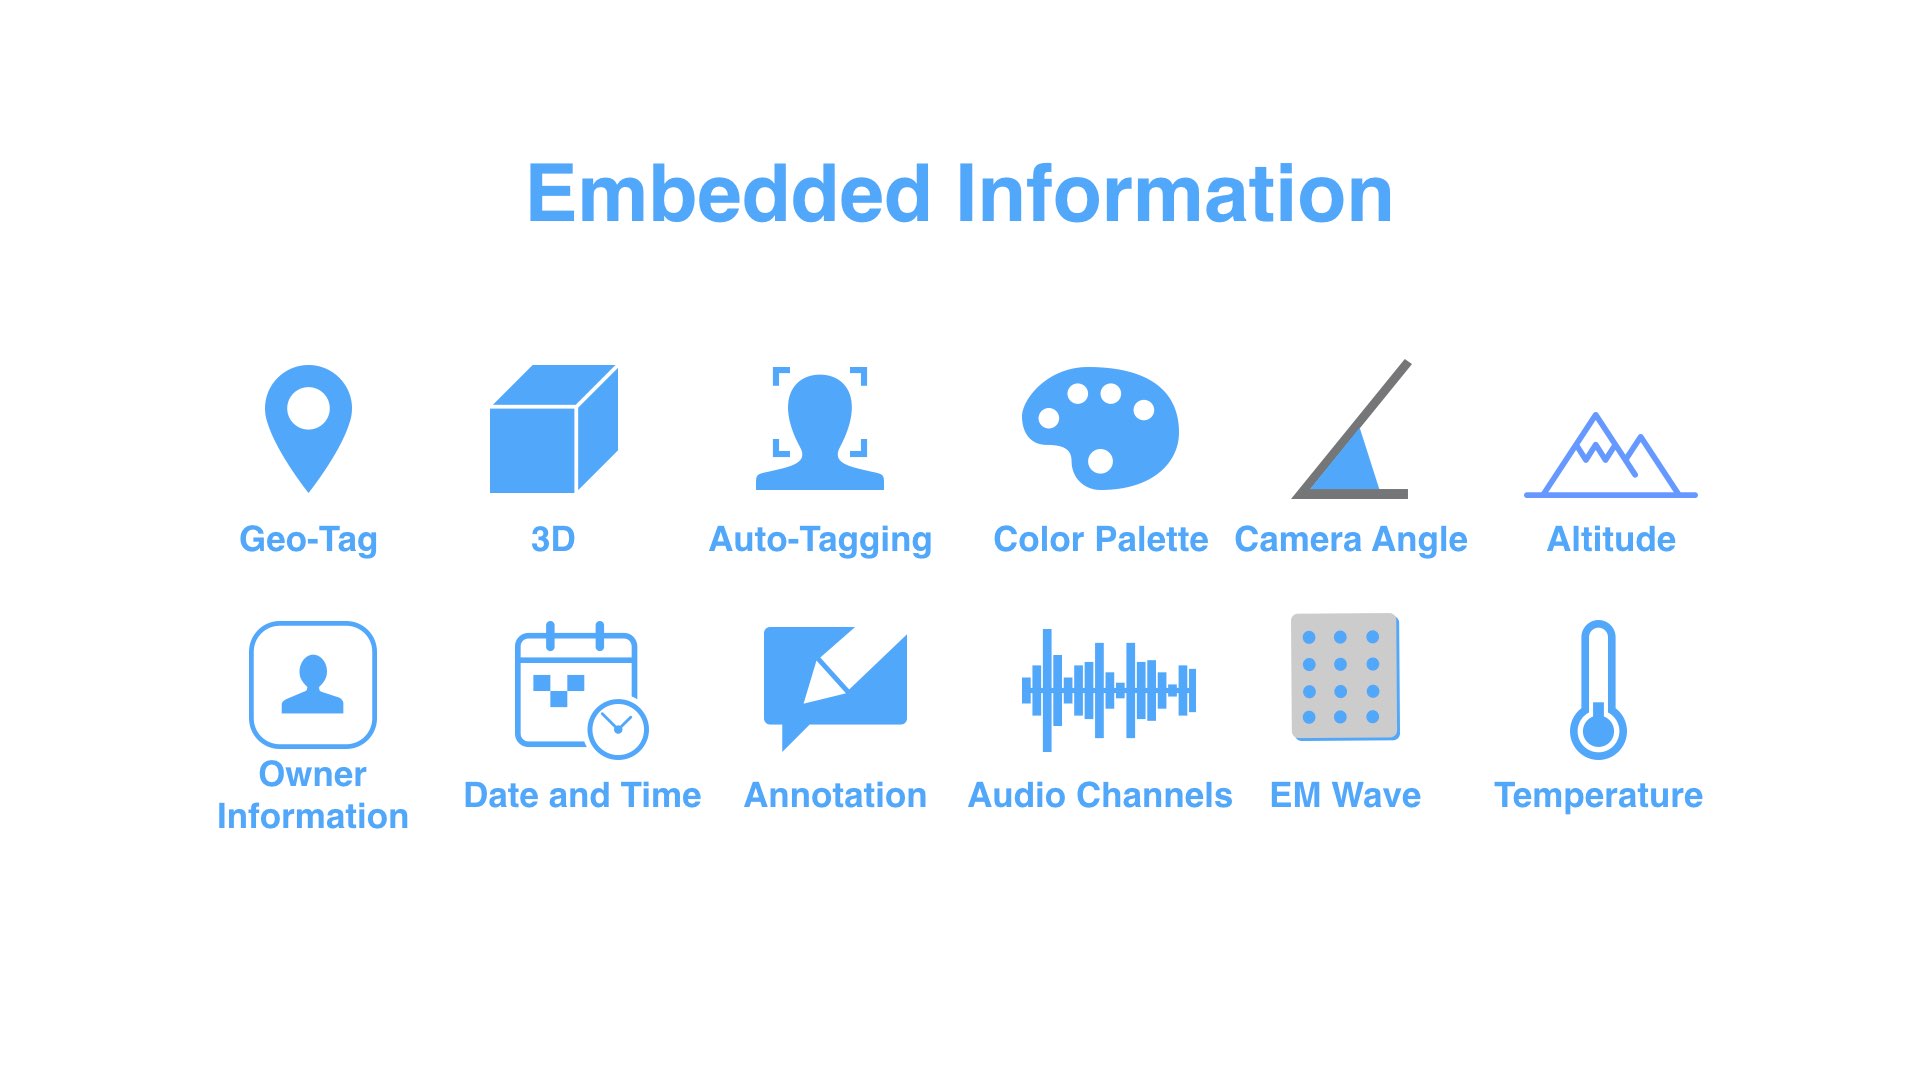 Embedded Information
Geo-Tag
3D
Auto-Tagging
Color Palette
Camera Angle
Altitude
Owner
Information
Date and Time
Annotation
Audio Channels
EM Wave
Temperature